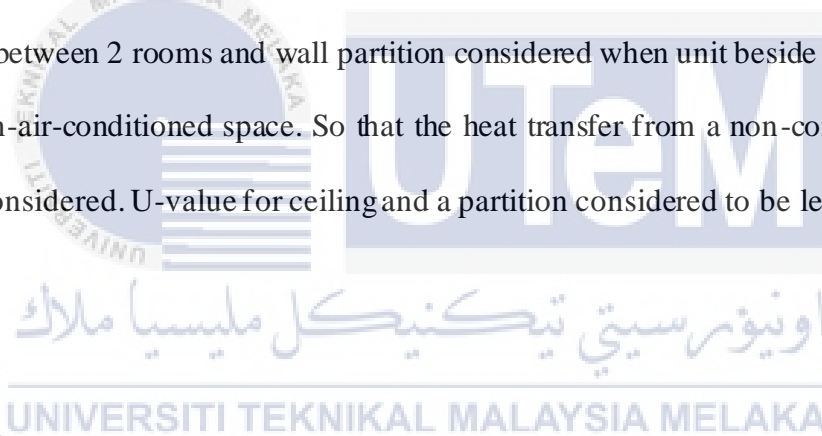 between 2 rooms and wall partition considered when unit beside
-air-conditioned space. So that the heat transfer from a non-co
onsidered. U-value for ceiling and a partition considered to be le
UTeM
اونيۏرسيتي تيكنيكل مليسيا ملاك
UNIVERSITI TEKNIKAL MALAYSIA MELAKA